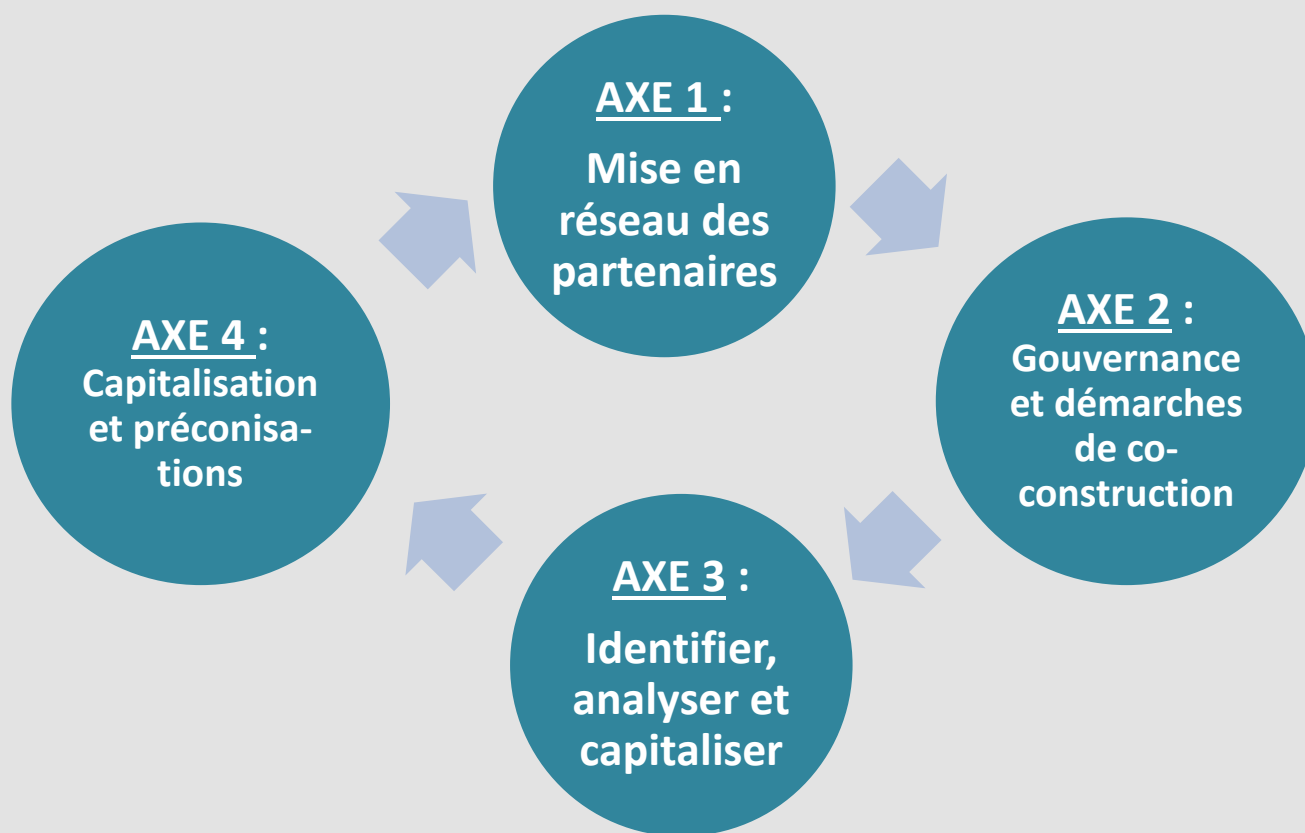 AXE 1 :
Mise en
réseau des
partenaires
AXE 2 :
Gouvernance
et démarches
de co-
construction
AXE 3 :
Identifier,
analyser et
capitaliser
AXE 4 :
Capitalisation
et préconisa-
tions